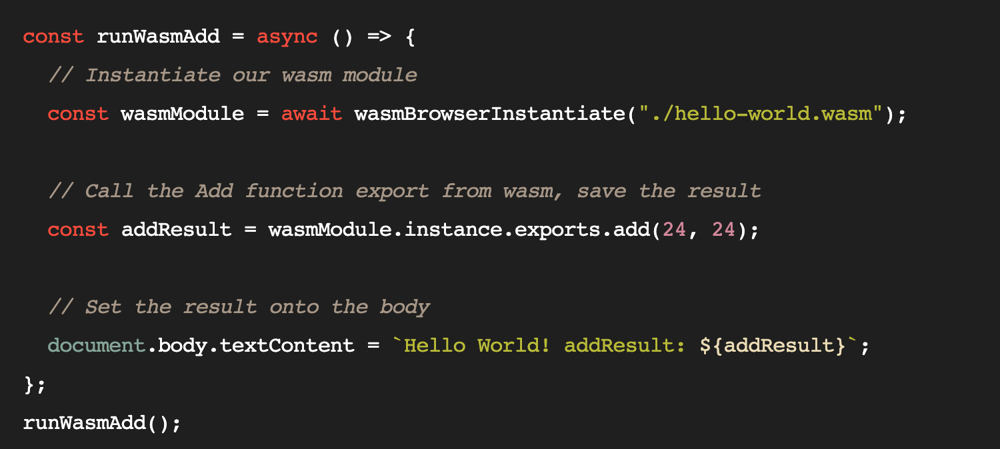 const runWasmAdd = async () => {
  // Instantiate our wasm module
  const wasmModule = await wasmBrowserInstantiate("./hello-world.wasm");

  // Call the Add function export from wasm, save the result
  const addResult = wasmModule.instance.exports.add(24, 24);

  // Set the result onto the body
  document.body.textContent = `Hello World! addResult: ${addResult}`;
};
runWasmAdd();